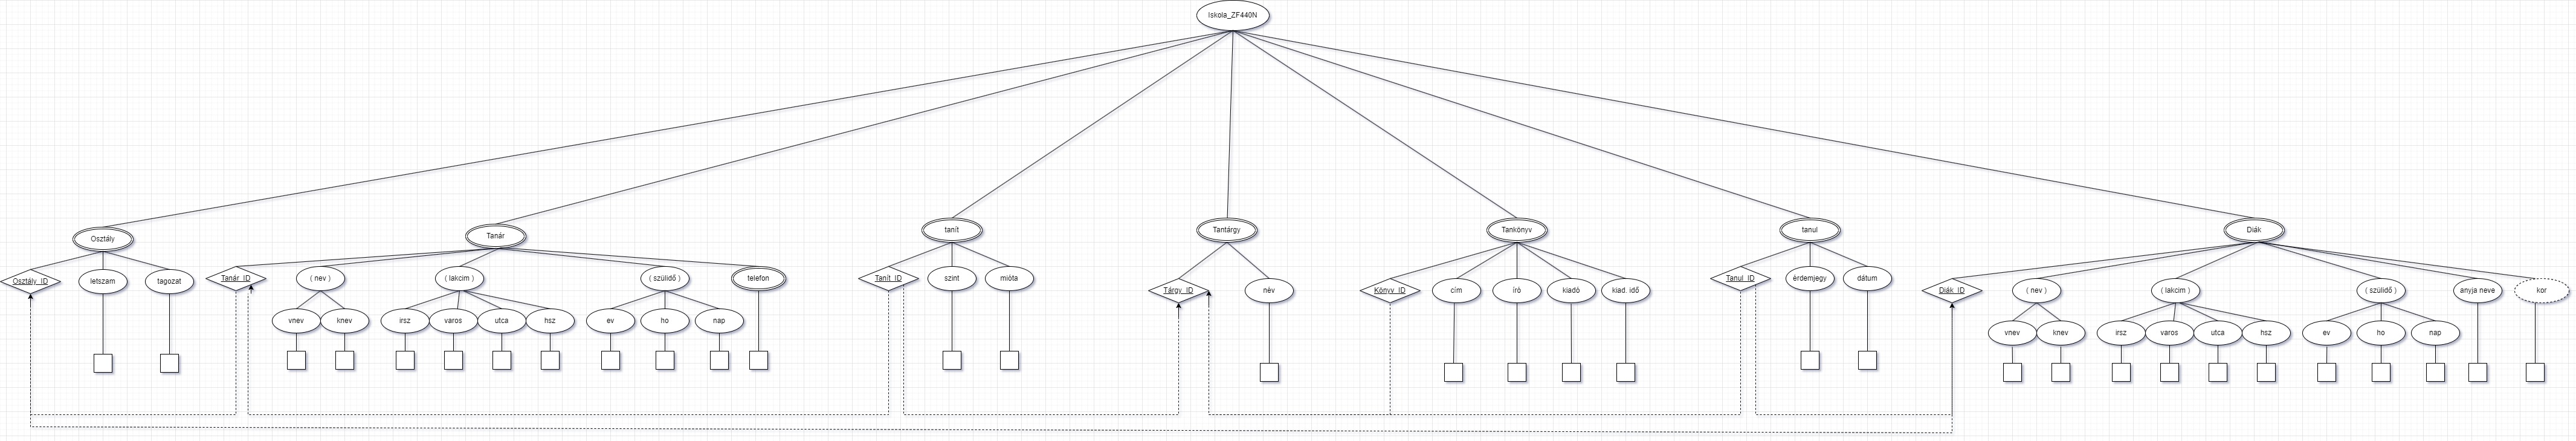 Iskola_ZF440N
Osztály
Tanár
tanít
Tantárgy
Tankönyv
tanul
Diák
Osztály_ID
letszam
tagozat
Tanár_ID
( nev )
( lakcim )
( szülidő )
telefon
Tanít_ID
szint
mióta
Tárgy_ID
név
Könyv_ID
cím
író
kiadó
kiad. idő
Tanul_ID
érdemjegy
dátum
Diák_ID
( nev )
( lakcim )
( szülidő )
anyja neve
kor
vnev
knev
irsz
varos
utca
hsz
ev
ho
nap
vnev
knev
irsz
varos
utca
hsz
ev
ho
nap